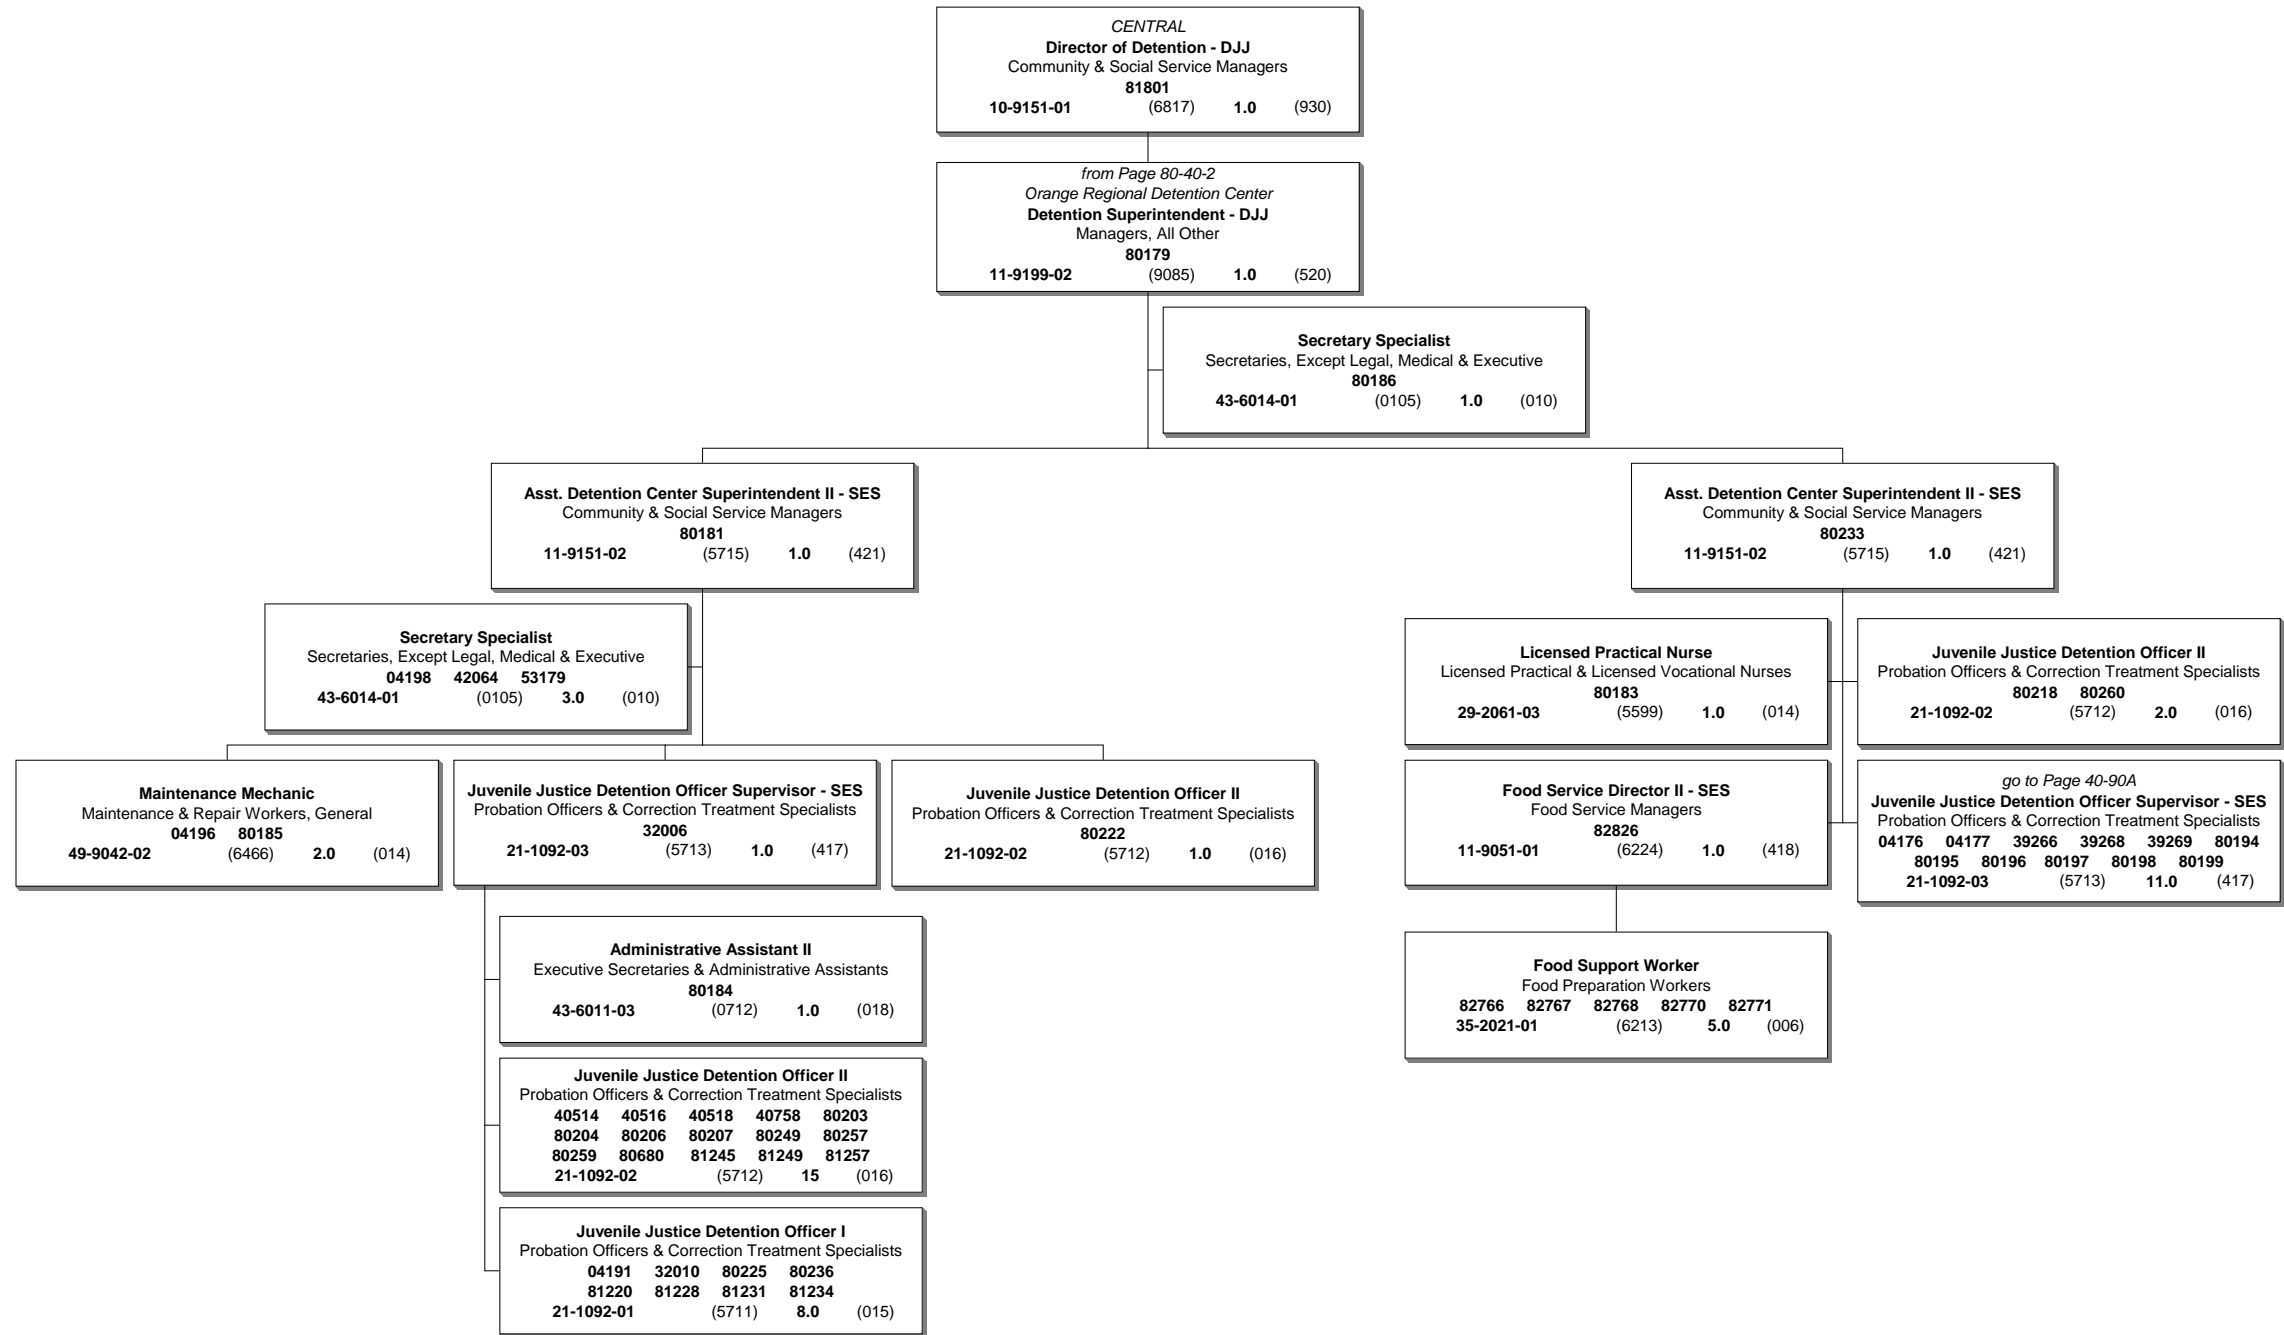 CENTRAL
Director of Detention - DJJ
Community & Social Service Managers
81801
10-9151-01 (6817) 1.0 (930)
from Page 80-40-2
Orange Regional Detention Center
Detention Superintendent - DJJ
Managers, All Other
80179
11-9199-02 (9085) 1.0 (520)
Secretary Specialist
Secretaries, Except Legal, Medical & Executive
80186
43-6014-01 (0105) 1.0 (010)
Asst. Detention Center Superintendent II - SES
Community & Social Service Managers
80181
11-9151-02 (5715) 1.0 (421)
Asst. Detention Center Superintendent II - SES
Community & Social Service Managers
80233
11-9151-02 (5715) 1.0 (421)
Secretary Specialist
Secretaries, Except Legal, Medical & Executive
04198 42064 53179
43-6014-01 (0105) 3.0 (010)
Licensed Practical Nurse
Licensed Practical & Licensed Vocational Nurses
80183
29-2061-03 (5599) 1.0 (014)
Juvenile Justice Detention Officer II
Probation Officers & Correction Treatment Specialists
80218 80260
21-1092-02 (5712) 2.0 (016)
Maintenance Mechanic
Maintenance & Repair Workers, General
04196 80185
49-9042-02 (6466) 2.0 (014)
Juvenile Justice Detention Officer Supervisor - SES
Probation Officers & Correction Treatment Specialists
32006
21-1092-03 (5713) 1.0 (417)
Juvenile Justice Detention Officer II
Probation Officers & Correction Treatment Specialists
80222
21-1092-02 (5712) 1.0 (016)
Food Service Director II - SES
Food Service Managers
82826
11-9051-01 (6224) 1.0 (418)
go to Page 40-90A
Juvenile Justice Detention Officer Supervisor - SES
Probation Officers & Correction Treatment Specialists
04176 04177 39266 39268 39269 80194
80195 80196 80197 80198 80199
21-1092-03 (5713) 11.0 (417)
Administrative Assistant II
Executive Secretaries & Administrative Assistants
80184
43-6011-03 (0712) 1.0 (018)
Food Support Worker
Food Preparation Workers
82766 82767 82768 82770 82771
35-2021-01 (6213) 5.0 (006)
Juvenile Justice Detention Officer II
Probation Officers & Correction Treatment Specialists
40514 40516 40518 40758 80203
80204 80206 80207 80249 80257
80259 80680 81245 81249 81257
21-1092-02 (5712) 15 (016)
Juvenile Justice Detention Officer I
Probation Officers & Correction Treatment Specialists
04191 32010 80225 80236
81220 81228 81231 81234
21-1092-01 (5711) 8.0 (015)